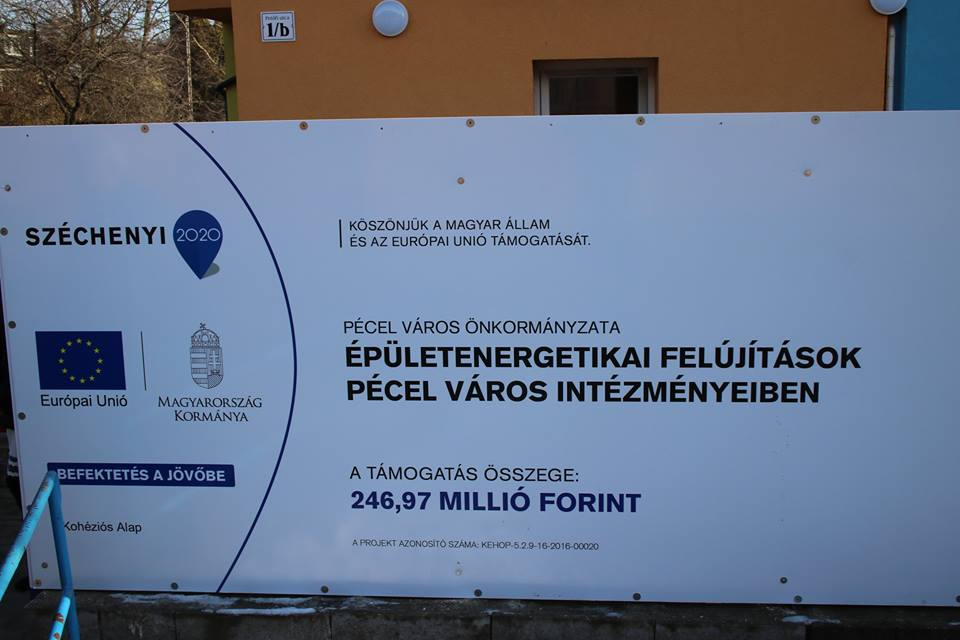 Petőfi utca
1/b
SZÉCHENYI 2020
KÖSZÖNJÜK A MAGYAR ÁLLAM
ÉS AZ EURÓPAI UNIÓ TÁMOGATÁSÁT.
Európai Unió
MAGYARORSZÁG
KORMÁNYA
BEFEKTETÉS A JÖVŐBE
Kohéziós Alap
PÉCEL VÁROS ÖNKORMÁNYZATA
ÉPÜLETENERGETIKAI FELÚJÍTÁSOK
PÉCEL VÁROS INTÉZMÉNYEIBEN
A TÁMOGATÁS ÖSSZEGE:
246,97 MILLIÓ FORINT
A PROJEKT AZONOSÍTÓ SZÁMA: KEHOP-5.2.9-16-2016-00020